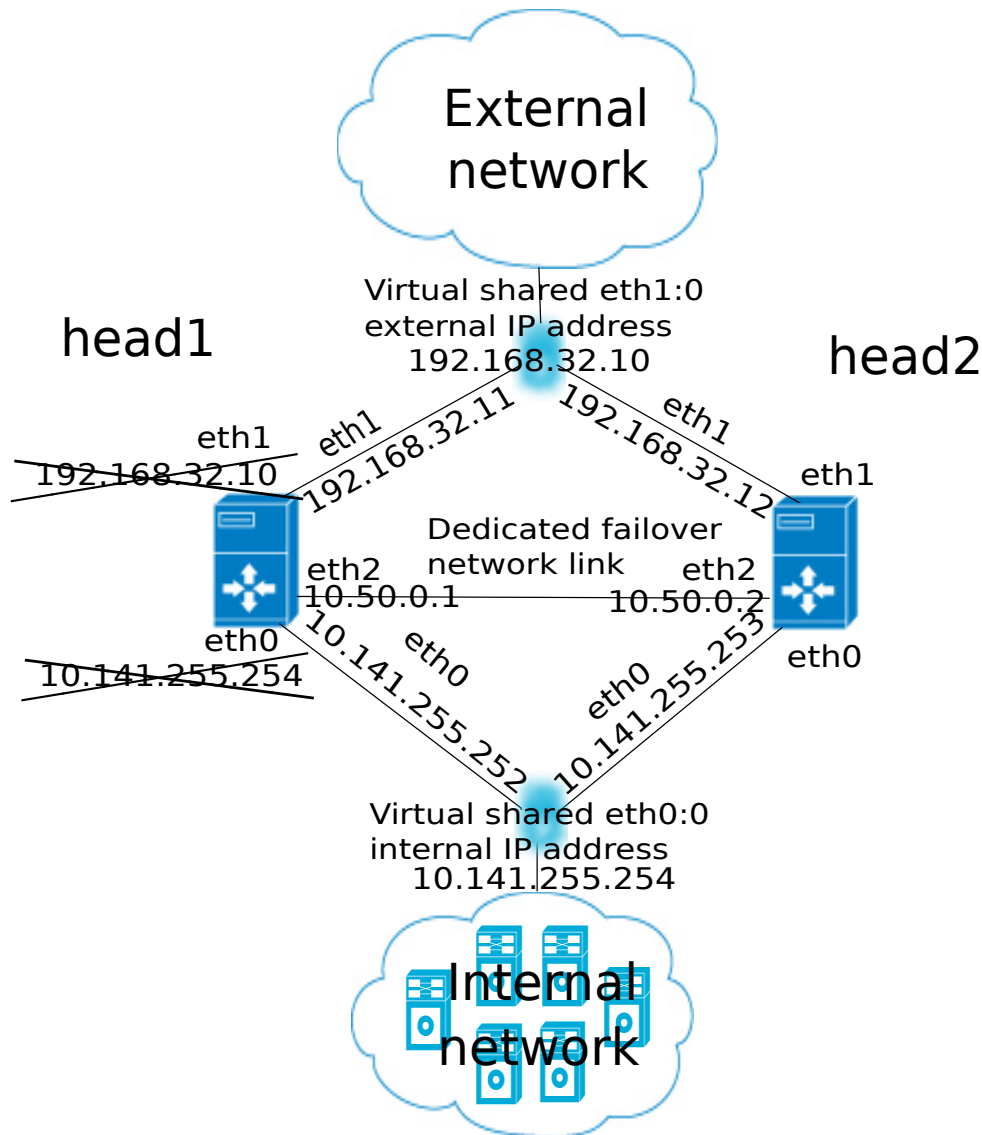 External
network
Virtual shared eth1:0
external IP address
192.168.32.10
head1
head2
eth1
192.168.32.10
eth1
192.168.32.11
eth1
192.168.32.12
eth1
Dedicated failover
network link
eth2
10.50.0.1
eth2
10.50.0.2
eth0
10.141.255.254
eth0
10.141.255.252
eth0
10.141.255.253
eth0
Virtual shared eth0:0
internal IP address
10.141.255.254
Internal
network